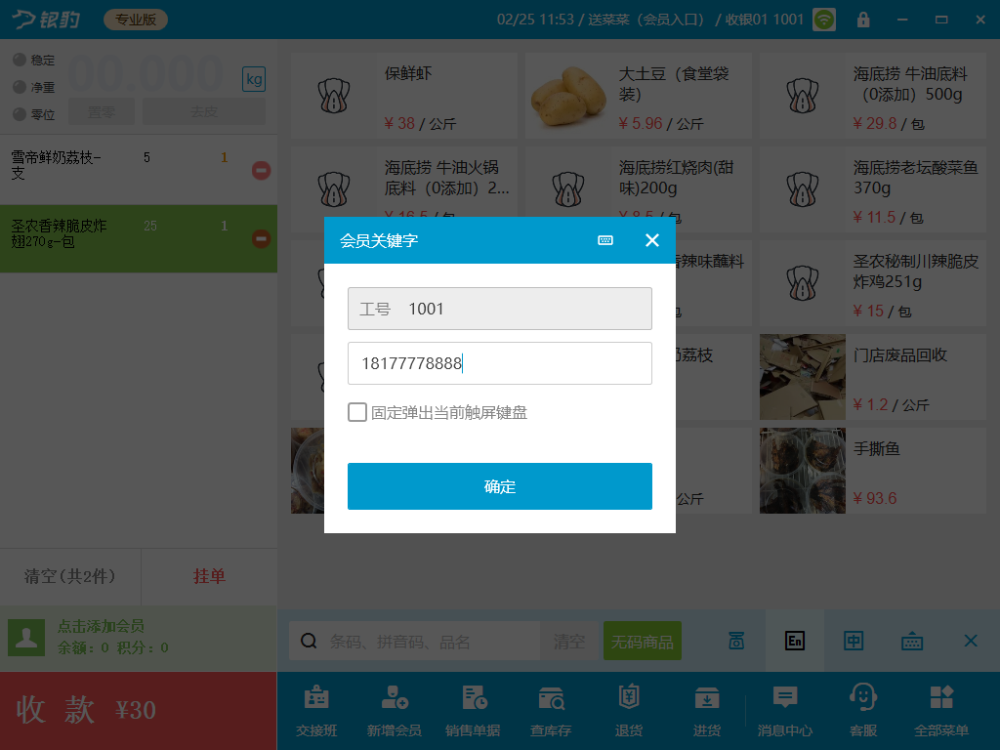 银豹 专业版 02/25 11:53 / 送菜菜（会员入口） / 收银01 1001
稳定
净重
零位
00.000 kg
置零 去皮
雪帝鲜奶荔枝-支 5 1
圣农香辣脆皮炸翅270g-包 25 1
保鲜虾
¥ 38 / 公斤
大土豆（食堂袋装）
¥ 5.96 / 公斤
海底捞 牛油底料（0添加）500g
¥ 29.8 / 包
海底捞 牛油火锅底料（0添加）2...
¥ 16.5 / 包
海底捞红烧肉(甜味)200g
¥ 8.5 / 包
海底捞老坛酸菜鱼370g
¥ 11.5 / 包
香辣味蘸料
包
圣农秘制川辣脆皮炸鸡251g
¥ 15 / 包
奶荔枝
门店废品回收
¥ 1.2 / 公斤
公斤
手撕鱼
¥ 93.6
会员关键字
工号 1001
18177778888
固定弹出当前触屏键盘
确定
清空(共2件) 挂单
点击添加会员
余额：0 积分：0
收款 ¥30
条码、拼音码、品名 清空 无码商品 En 中
交接班 新增会员 销售单据 查库存 退货 进货 消息中心 客服 全部菜单